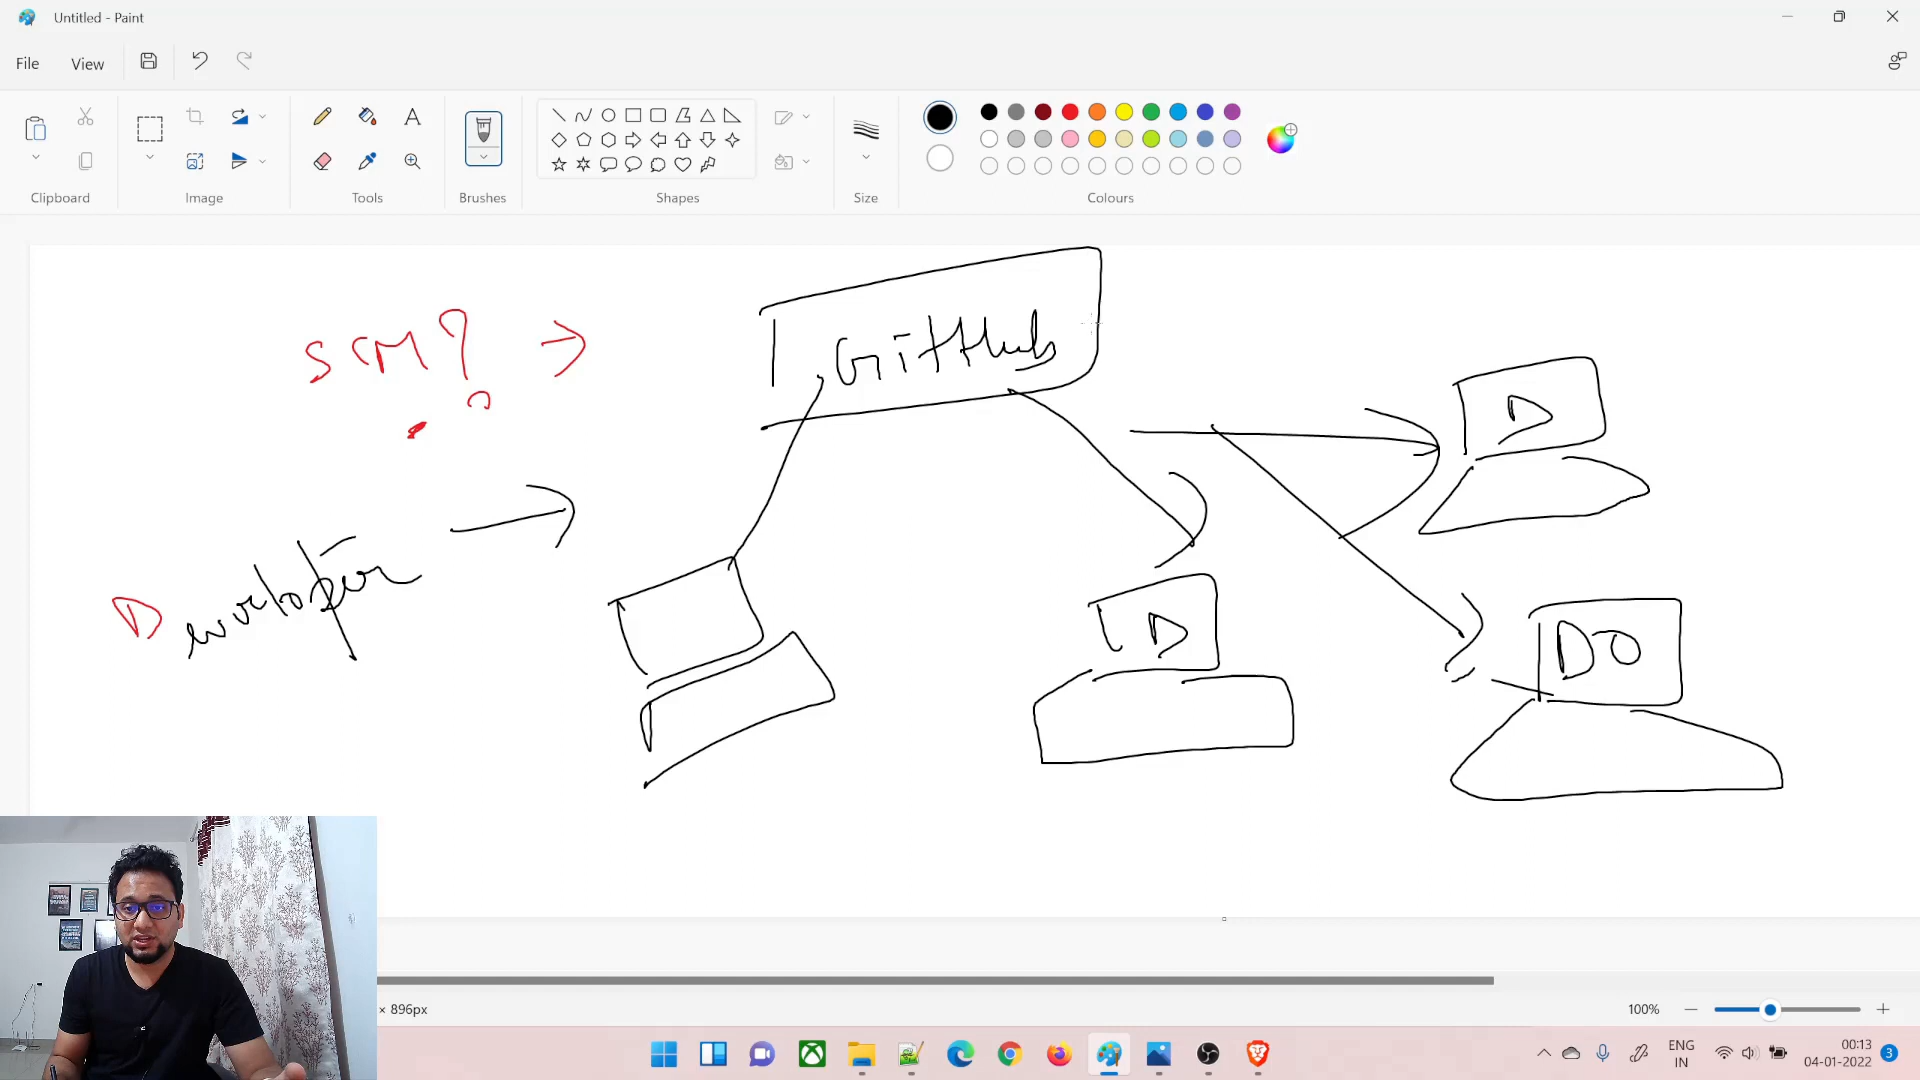 Untitled - Paint
File
View
Clipboard
Image
Tools
Brushes
Shapes
Size
Colours
SCM?
GitHub
D
Developer
D
DO
× 896px
100%
ENG
IN
00:13
04-01-2022
3